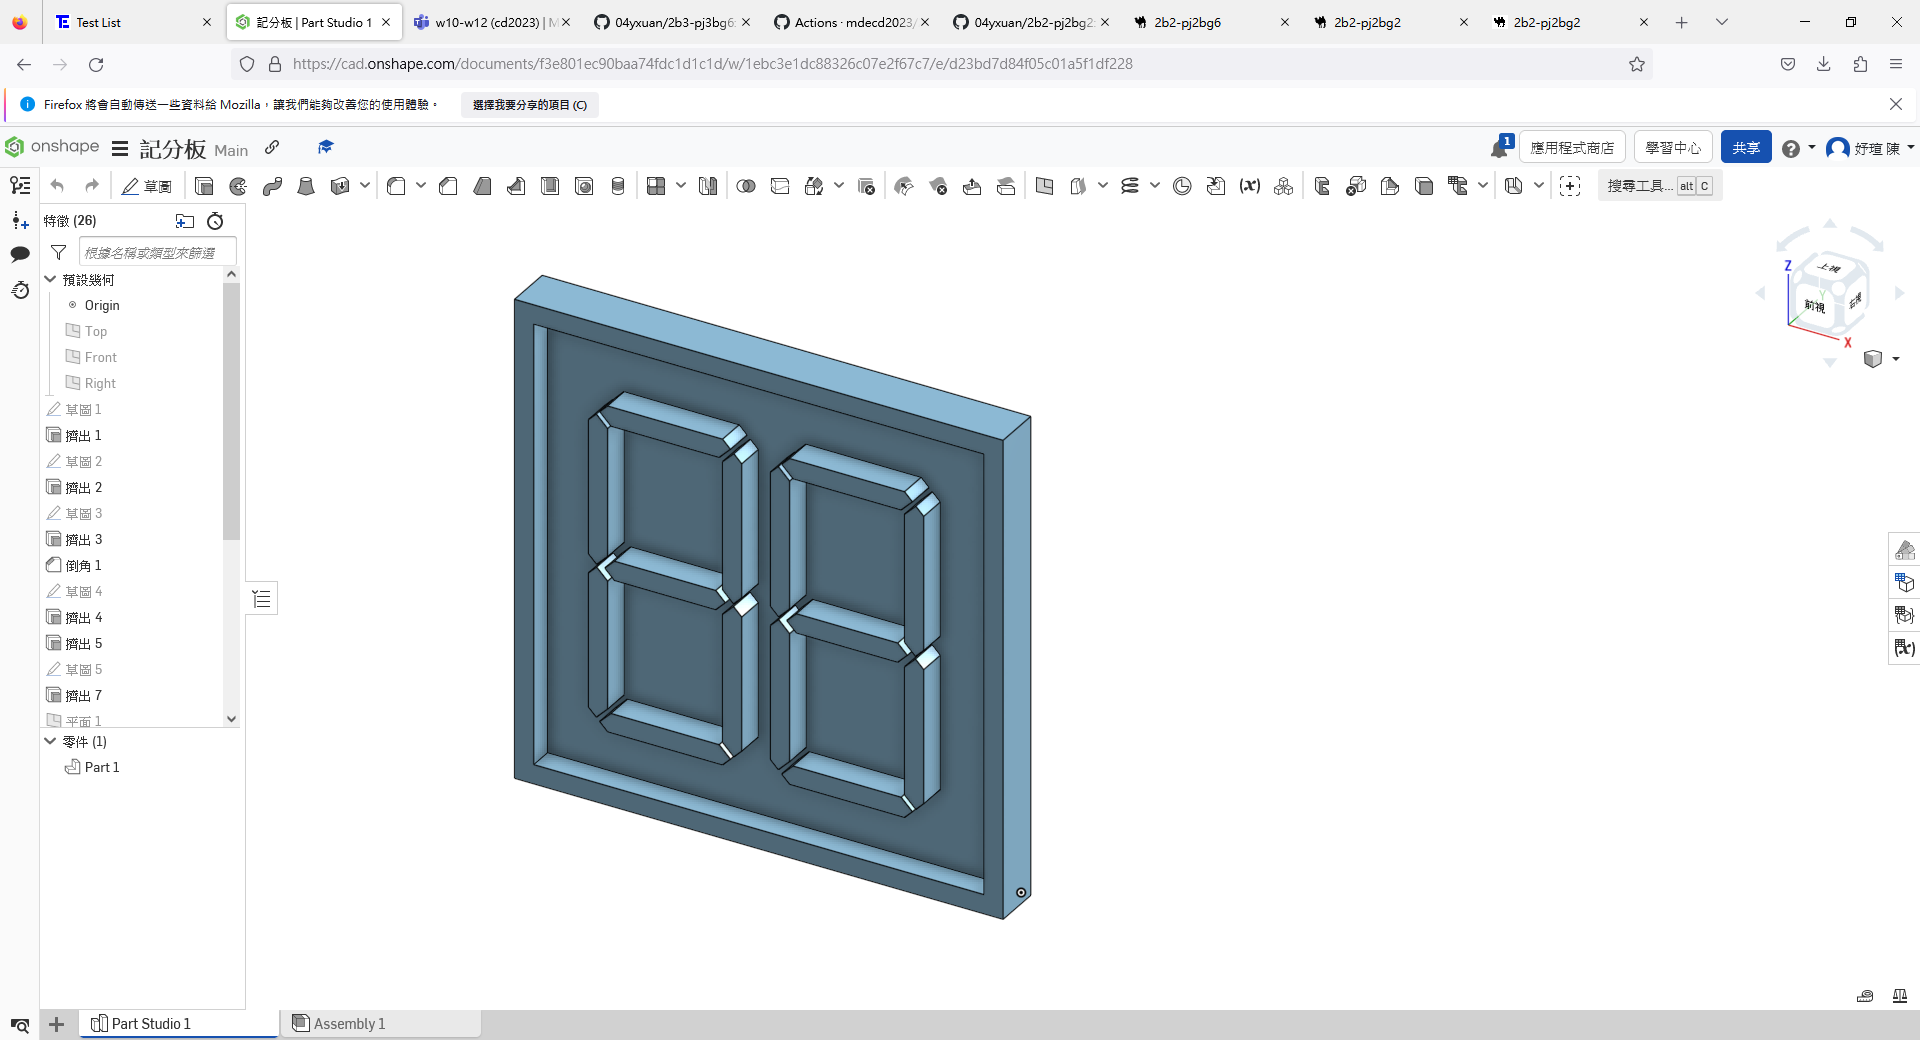 Test List
記分板 | Part Studio 1
w10-w12 (cd2023) | M
04yxuan/2b3-pj3bg6:
Actions · mdecd2023/
04yxuan/2b2-pj2bg2:
2b2-pj2bg6
2b2-pj2bg2
2b2-pj2bg2
https://cad.onshape.com/documents/f3e801ec90baa74fdc1d1c1d/w/1ebc3e1dc88326c07e2f67c7/e/d23bd7d84f05c01a5f1df228
Firefox 將會自動傳送一些資料給 Mozilla，讓我們能夠改善您的使用體驗。
選擇我要分享的項目 (C)
onshape
記分板 Main
1
應用程式商店
學習中心
共享
妤瑄 陳
草圖
搜尋工具... alt C
特徵 (26)
根據名稱或類型來篩選
預設幾何
Origin
Top
Front
Right
草圖 1
擠出 1
草圖 2
擠出 2
草圖 3
擠出 3
倒角 1
草圖 4
擠出 4
擠出 5
草圖 5
擠出 7
平面 1
零件 (1)
Part 1
Z
上視
Y
前視
右視
X
(x)
(x)
Part Studio 1
Assembly 1